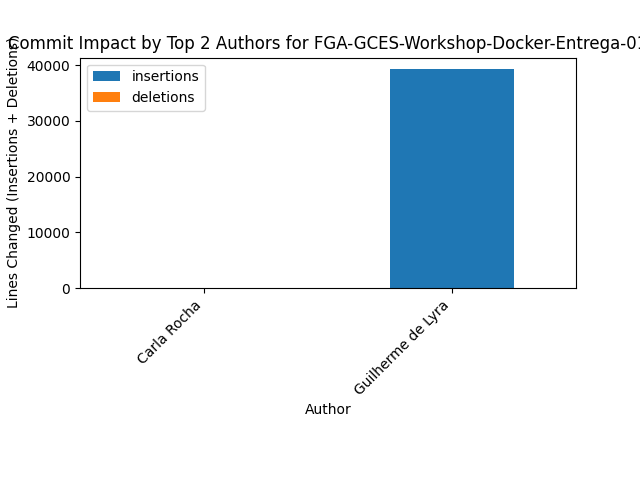 Commit Impact by Top 2 Authors for FGA-GCES-Workshop-Docker-Entrega-01
Lines Changed (Insertions + Deletions)
insertions
deletions
40000
30000
20000
10000
0
Carla Rocha
Guilherme de Lyra
Author